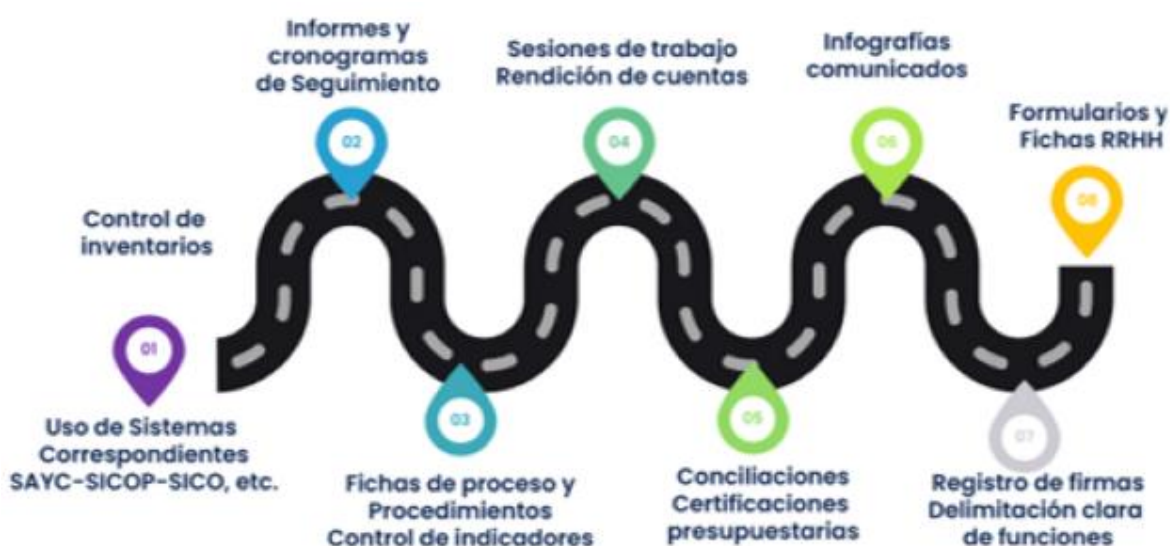 Informes y
cronogramas
de Seguimiento
02
Sesiones de trabajo
Rendición de cuentas
04
Infografías
comunicados
06
Formularios y
Fichas RRHH
08
Control de
inventarios
01
Uso de Sistemas
Correspondientes
SAYC-SICOP-SICO, etc.
03
Fichas de proceso y
Procedimientos
Control de indicadores
05
Conciliaciones
Certificaciones
presupuestarias
07
Registro de firmas
Delimitación clara
de funciones